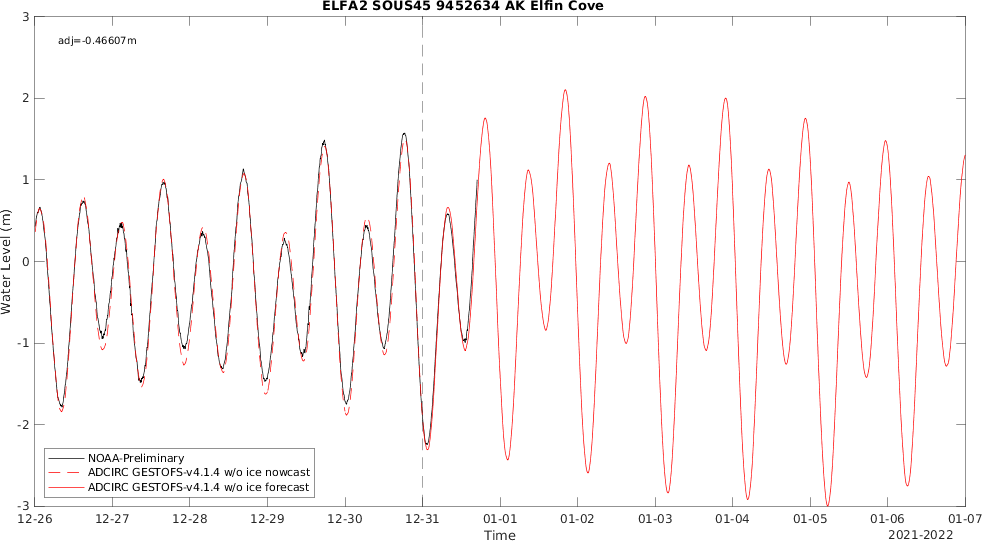 ELFA2 SOUS45 9452634 AK Elfin Cove
adj=-0.46607m
3
2
1
0
-1
-2
-3
Water Level (m)
NOAA-Preliminary
ADCIRC GESTOFS-v4.1.4 w/o ice nowcast
ADCIRC GESTOFS-v4.1.4 w/o ice forecast
12-26 12-27 12-28 12-29 12-30 12-31 01-01 01-02 01-03 01-04 01-05 01-06 01-07
Time
2021-2022